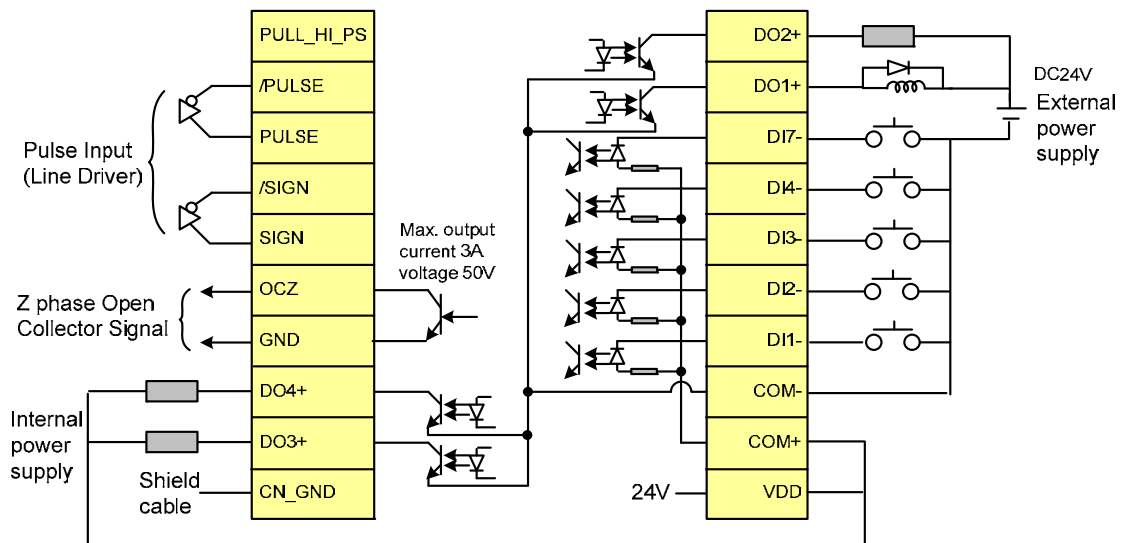 PULL_HI_PS
/PULSE
PULSE
/SIGN
SIGN
OCZ
GND
DO4+
DO3+
CN_GND
Pulse Input
(Line Driver)
Z phase Open
Collector Signal
Internal
power
supply
Shield
cable
Max. output
current 3A
voltage 50V
DO2+
DO1+
DI7-
DI4-
DI3-
DI2-
DI1-
COM-
COM+
VDD
24V
DC24V
External
power
supply